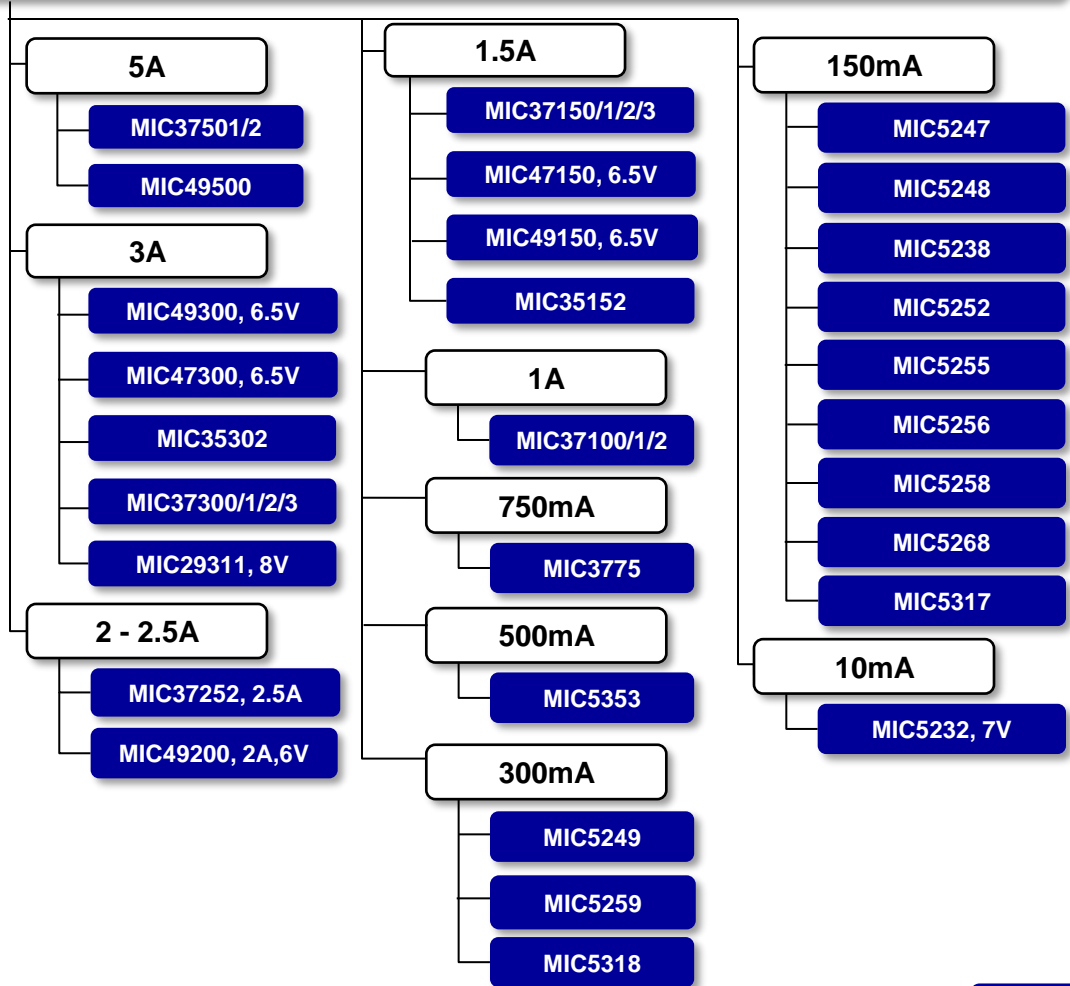 5A
MIC37501/2
MIC49500
3A
MIC49300, 6.5V
MIC47300, 6.5V
MIC35302
MIC37300/1/2/3
MIC29311, 8V
2 - 2.5A
MIC37252, 2.5A
MIC49200, 2A,6V
1.5A
MIC37150/1/2/3
MIC47150, 6.5V
MIC49150, 6.5V
MIC35152
1A
MIC37100/1/2
750mA
MIC3775
500mA
MIC5353
300mA
MIC5249
MIC5259
MIC5318
150mA
MIC5247
MIC5248
MIC5238
MIC5252
MIC5255
MIC5256
MIC5258
MIC5268
MIC5317
10mA
MIC5232, 7V